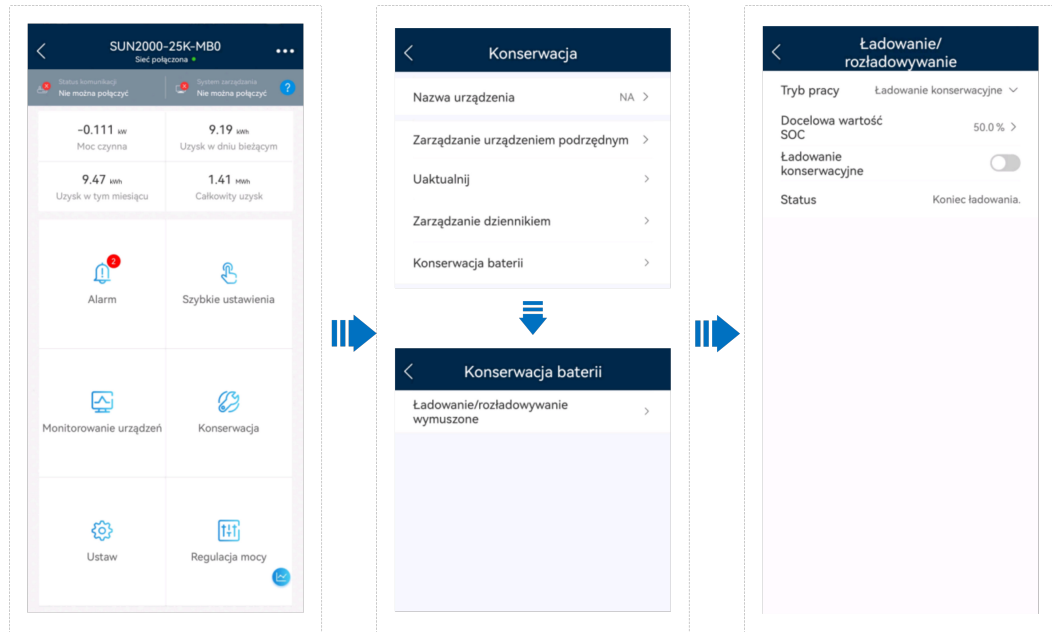 SUN2000-25K-MB0
Sieć połączona
Status komunikacji
Nie można połączyć
System zarządzania
Nie można połączyć
?
-0.111 kW
Moc czynna
9.19 kWh
Uzysk w dniu bieżącym
9.47 kWh
Uzysk w tym miesiącu
1.41 MWh
Całkowity uzysk
2
Alarm
Szybkie ustawienia
Monitorowanie urządzeń
Konserwacja
Ustaw
Regulacja mocy
Konserwacja
Nazwa urządzenia NA
Zarządzanie urządzeniem podrzędnym
Uaktualnij
Zarządzanie dziennikiem
Konserwacja baterii
Konserwacja baterii
Ładowanie/rozładowywanie
wymuszone
Ładowanie/
rozładowywanie
Tryb pracy Ładowanie konserwacyjne
Docelowa wartość
SOC
50.0 %
Ładowanie
konserwacyjne
Status Koniec ładowania.